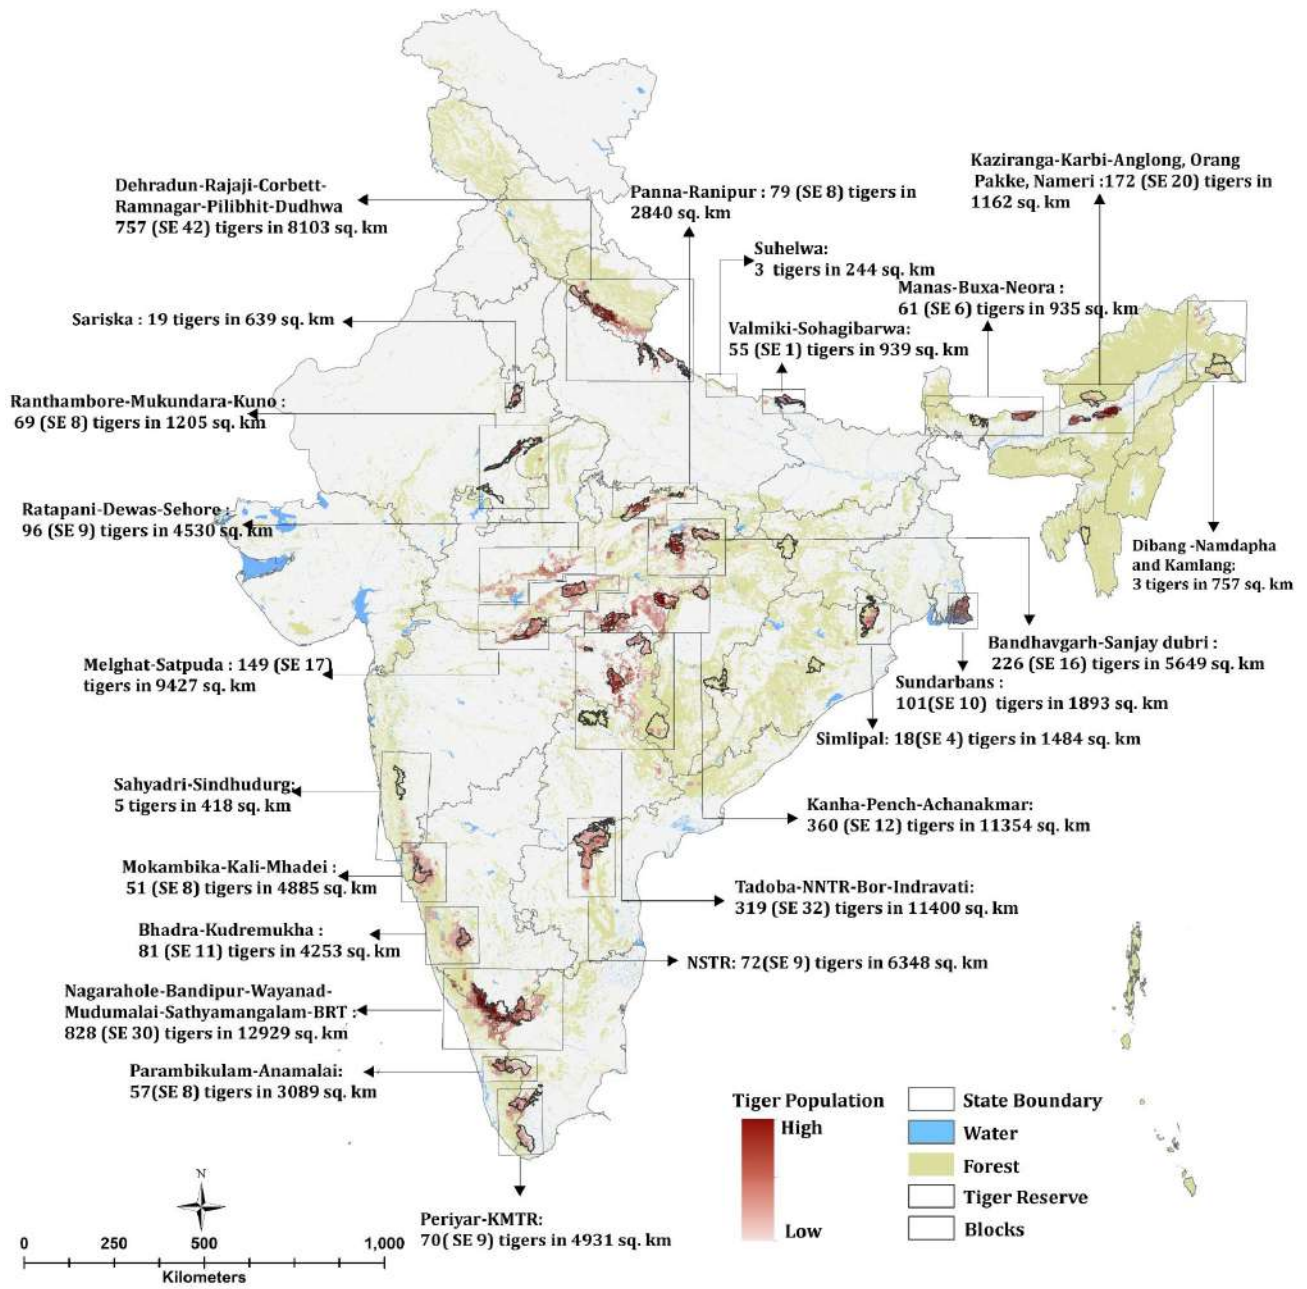 Dehradun-Rajaji-Corbett-
Ramnagar-Pilibhit-Dudhwa
757 (SE 42) tigers in 8103 sq. km
Panna-Ranipur : 79 (SE 8) tigers in
2840 sq. km
Kaziranga-Karbi-Anglong, Orang
Pakke, Nameri :172 (SE 20) tigers in
1162 sq. km
Suhelwa:
3 tigers in 244 sq. km
Manas-Buxa-Neora :
61 (SE 6) tigers in 935 sq. km
Sariska : 19 tigers in 639 sq. km
Valmiki-Sohagibarwa:
55 (SE 1) tigers in 939 sq. km
Ranthambore-Mukundara-Kuno :
69 (SE 8) tigers in 1205 sq. km
Ratapani-Dewas-Sehore :
96 (SE 9) tigers in 4530 sq. km
Dibang -Namdapha
and Kamlang:
3 tigers in 757 sq. km
Bandhavgarh-Sanjay dubri :
226 (SE 16) tigers in 5649 sq. km
Melghat-Satpuda : 149 (SE 17)
tigers in 9427 sq. km
Sundarbans :
101(SE 10) tigers in 1893 sq. km
Simlipal: 18(SE 4) tigers in 1484 sq. km
Sahyadri-Sindhudurg:
5 tigers in 418 sq. km
Kanha-Pench-Achanakmar:
360 (SE 12) tigers in 11354 sq. km
Mokambika-Kali-Mhadei :
51 (SE 8) tigers in 4885 sq. km
Tadoba-NNTR-Bor-Indravati:
319 (SE 32) tigers in 11400 sq. km
Bhadra-Kudremukha :
81 (SE 11) tigers in 4253 sq. km
NSTR: 72(SE 9) tigers in 6348 sq. km
Nagarahole-Bandipur-Wayanad-
Mudumalai-Sathyamangalam-BRT :
828 (SE 30) tigers in 12929 sq. km
Parambikulam-Anamalai:
57(SE 8) tigers in 3089 sq. km
Periyar-KMTR:
70( SE 9) tigers in 4931 sq. km
Tiger Population
High
Low
State Boundary
Water
Forest
Tiger Reserve
Blocks
N
0 250 500 1,000
Kilometers